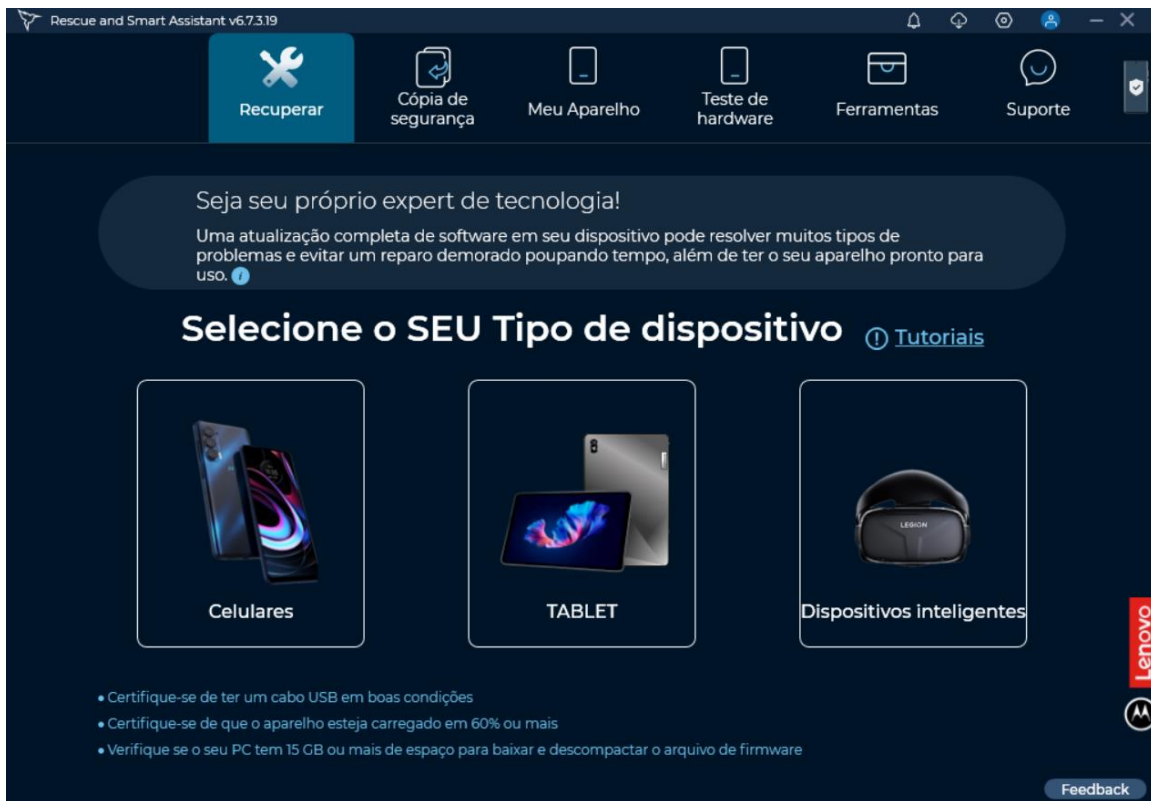 Rescue and Smart Assistant v6.7.3.19
Recuperar
Cópia de
segurança
Meu Aparelho
Teste de
hardware
Ferramentas
Suporte
Seja seu próprio expert de tecnologia!
Uma atualização completa de software em seu dispositivo pode resolver muitos tipos de
problemas e evitar um reparo demorado poupando tempo, além de ter o seu aparelho pronto para
uso. i
Selecione o SEU Tipo de dispositivo
Tutoriais
LEGION
Celulares
TABLET
Dispositivos inteligentes
Lenovo
• Certifique-se de ter um cabo USB em boas condições
• Certifique-se de que o aparelho esteja carregado em 60% ou mais
• Verifique se o seu PC tem 15 GB ou mais de espaço para baixar e descompactar o arquivo de firmware
Feedback